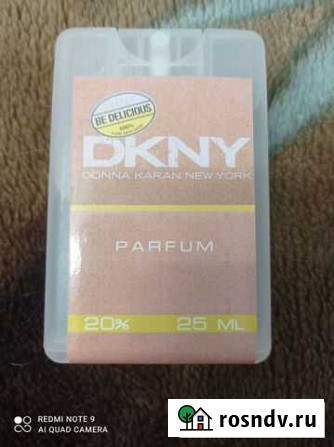 BE DELICIOUS
100%
DKNY
DONNA KARAN NEW YORK
PARFUM
20% 25 ML
REDMI NOTE 9
AI QUAD CAMERA
rosndv.ru